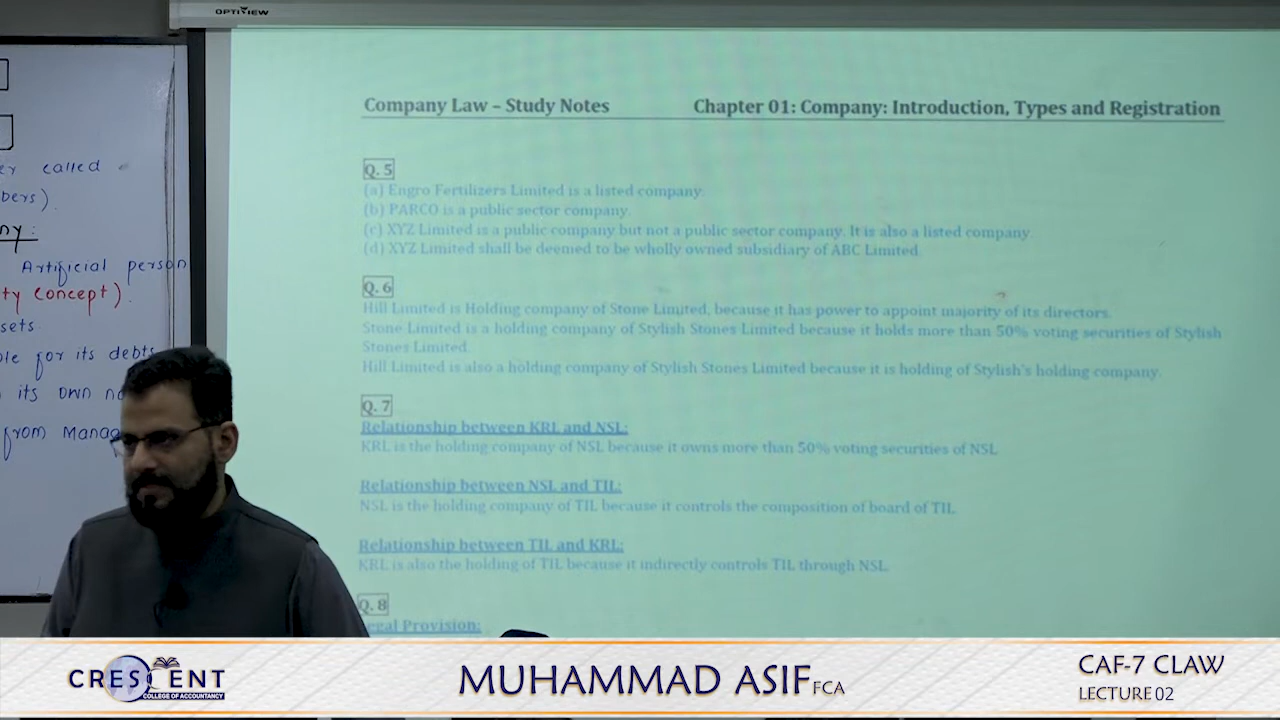 OPTIVIEW
er called
bers).
ny:
Artificial person
ty concept).
sets
le for its debts
its own
from Manag
Company Law – Study Notes Chapter 01: Company: Introduction, Types and Registration
Q. 5
(a) Engro Fertilizers Limited is a listed company.
(b) PARCO is a public sector company.
(c) XYZ Limited is a public company but not a public sector company. It is also a listed company
(d) XYZ Limited shall be deemed to be wholly owned subsidiary of ABC Limited.
Q. 6
Hill Limited is Holding company of Stone Limited, because it has power to appoint majority of its directors.
Stone Limited is a holding company of Stylish Stones Limited because it holds more than 50% voting securities of Stylish
Stones Limited.
Hill Limited is also a holding company of Stylish Stones Limited because it is holding of Stylish's holding company.
Q. 7
Relationship between KRL and NSL:
KRL is the holding company of NSL because it owns more than 50% voting securities of NSL
Relationship between NSL and TIL:
NSL is the holding company of TIL because it controls the composition of board of TIL
Relationship between TIL and KRL:
KRL is also the holding of TIL because it indirectly controls TIL through NSL
Q. 8
egal Provision:
CRESCENT
COLLEGE OF ACCOUNTANCY
MUHAMMAD ASIF FCA
CAF-7 CLAW
LECTURE 02